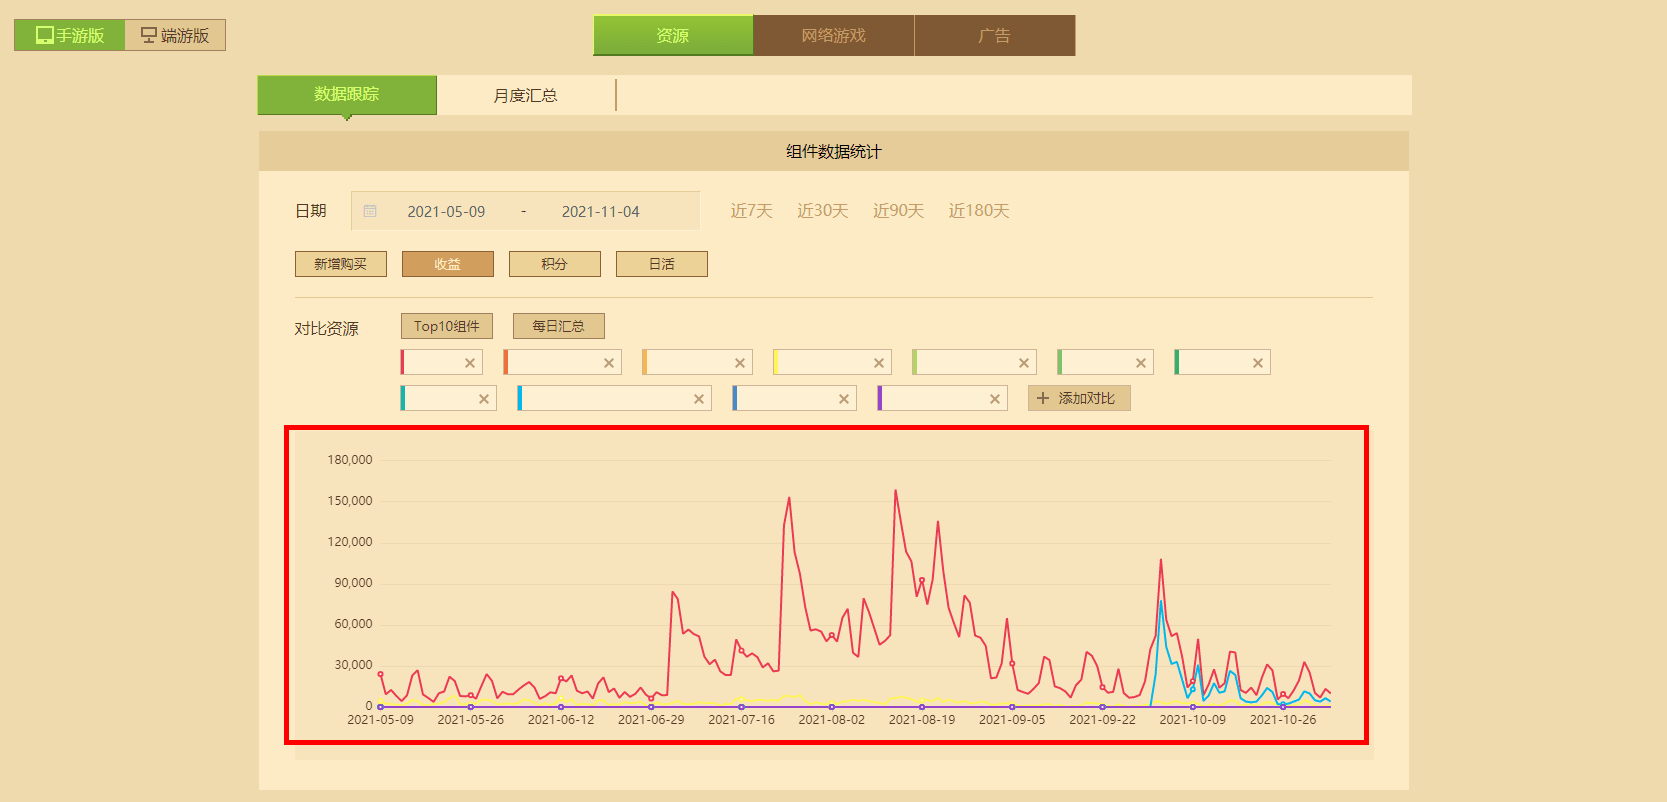 手游版 端游版
资源 网络游戏 广告
数据跟踪 月度汇总
组件数据统计
日期 2021-05-09 - 2021-11-04 近7天 近30天 近90天 近180天
新增购买 收益 积分 日活
对比资源 Top10组件 每日汇总
添加对比
180,000
150,000
120,000
90,000
60,000
30,000
0
2021-05-09 2021-05-26 2021-06-12 2021-06-29 2021-07-16 2021-08-02 2021-08-19 2021-09-05 2021-09-22 2021-10-09 2021-10-26